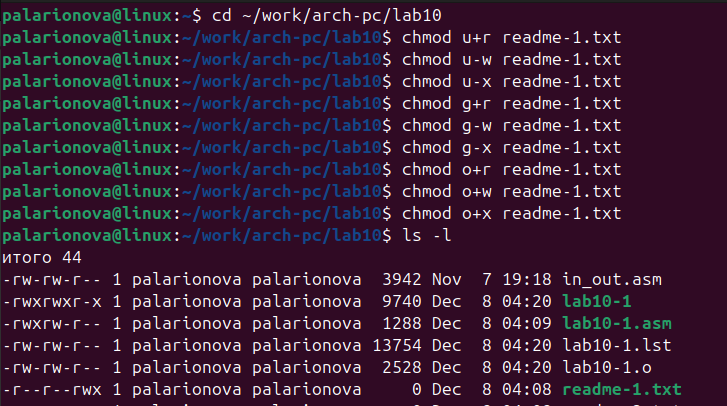 palarionova@linux:~$ cd ~/work/arch-pc/lab10
palarionova@linux:~/work/arch-pc/lab10$ chmod u+r readme-1.txt
palarionova@linux:~/work/arch-pc/lab10$ chmod u-w readme-1.txt
palarionova@linux:~/work/arch-pc/lab10$ chmod u-x readme-1.txt
palarionova@linux:~/work/arch-pc/lab10$ chmod g+r readme-1.txt
palarionova@linux:~/work/arch-pc/lab10$ chmod g-w readme-1.txt
palarionova@linux:~/work/arch-pc/lab10$ chmod g-x readme-1.txt
palarionova@linux:~/work/arch-pc/lab10$ chmod o+r readme-1.txt
palarionova@linux:~/work/arch-pc/lab10$ chmod o+w readme-1.txt
palarionova@linux:~/work/arch-pc/lab10$ chmod o+x readme-1.txt
palarionova@linux:~/work/arch-pc/lab10$ ls -l
итого 44
-rw-rw-r-- 1 palarionova palarionova  3942 Nov  7 19:18 in_out.asm
-rwxrwxr-x 1 palarionova palarionova  9740 Dec  8 04:20 lab10-1
-rwxrw-r-- 1 palarionova palarionova  1288 Dec  8 04:09 lab10-1.asm
-rw-rw-r-- 1 palarionova palarionova 13754 Dec  8 04:20 lab10-1.lst
-rw-rw-r-- 1 palarionova palarionova  2528 Dec  8 04:20 lab10-1.o
-r--r--rwx 1 palarionova palarionova     0 Dec  8 04:08 readme-1.txt